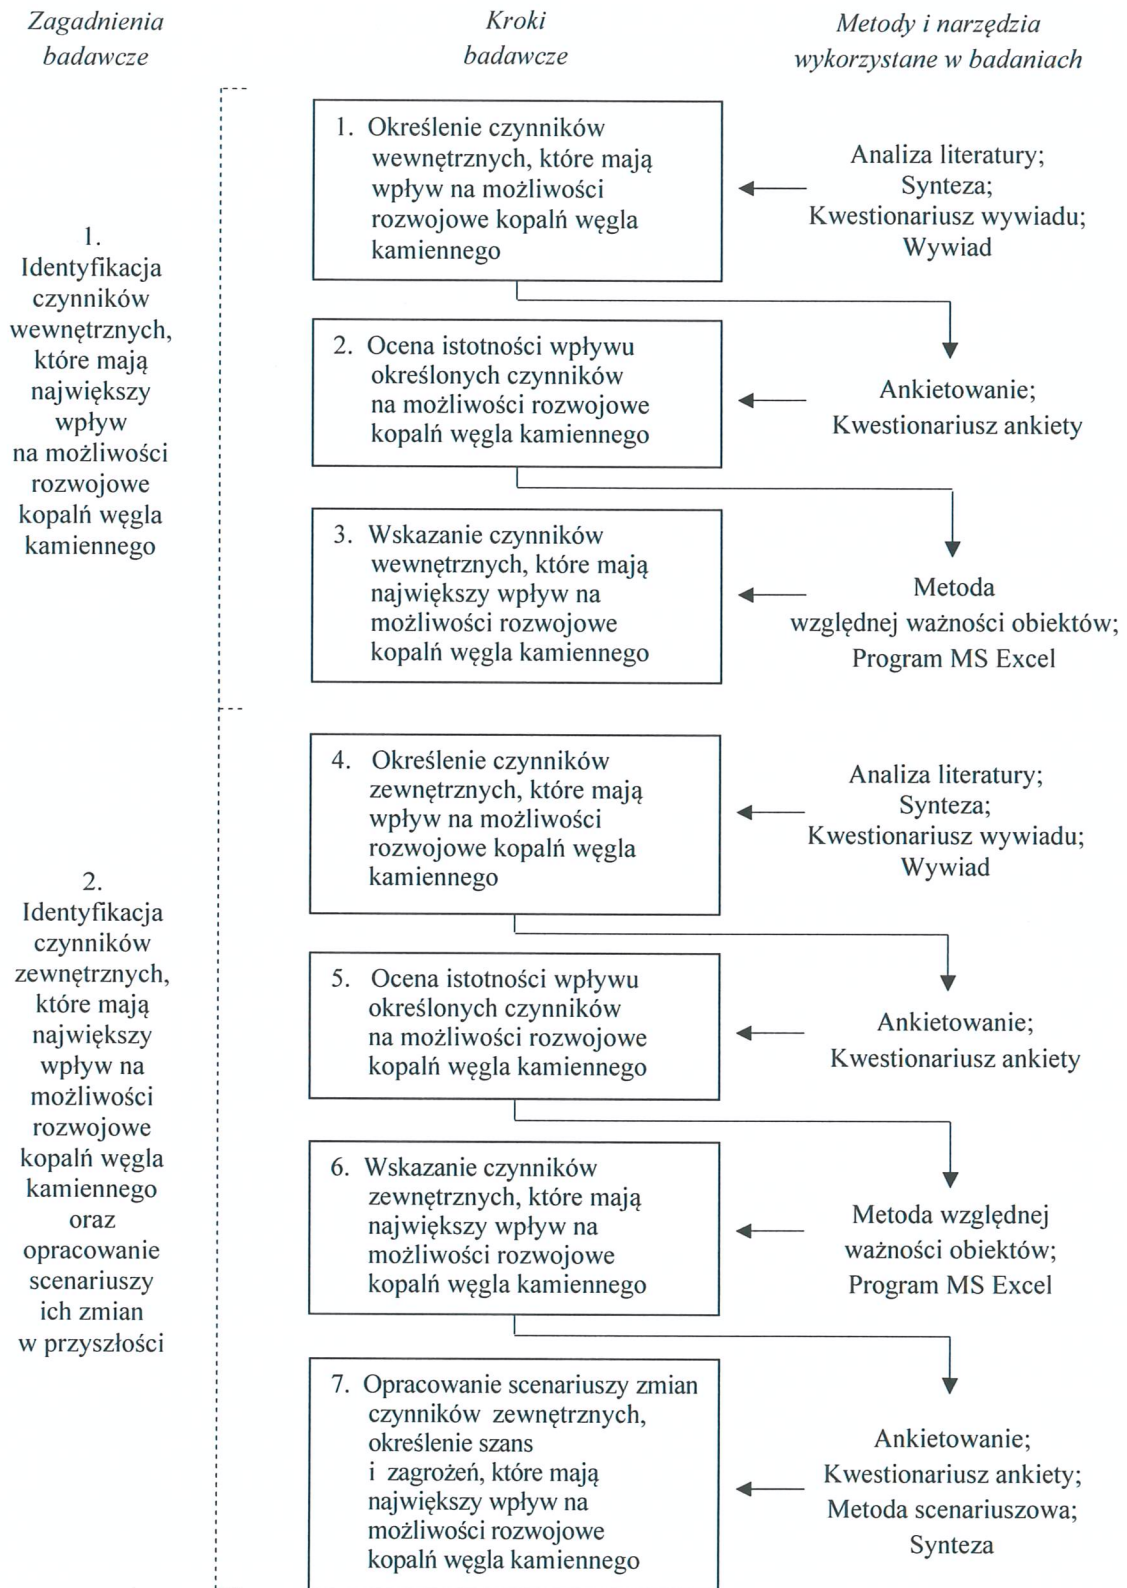 Zagadnienia
badawcze
Kroki
badawcze
Metody i narzędzia
wykorzystane w badaniach
1.
Identyfikacja
czynników
wewnętrznych,
które mają
największy
wpływ
na możliwości
rozwojowe
kopalń węgla
kamiennego
1. Określenie czynników
wewnętrznych, które mają
wpływ na możliwości
rozwojowe kopalń węgla
kamiennego
Analiza literatury;
Synteza;
Kwestionariusz wywiadu;
Wywiad
2. Ocena istotności wpływu
określonych czynników
na możliwości rozwojowe
kopalń węgla kamiennego
Ankietowanie;
Kwestionariusz ankiety
3. Wskazanie czynników
wewnętrznych, które mają
największy wpływ na
możliwości rozwojowe
kopalń węgla kamiennego
Metoda
względnej ważności obiektów;
Program MS Excel
2.
Identyfikacja
czynników
zewnętrznych,
które mają
największy
wpływ na
możliwości
rozwojowe
kopalń węgla
kamiennego
oraz
opracowanie
scenariuszy
ich zmian
w przyszłości
4. Określenie czynników
zewnętrznych, które mają
wpływ na możliwości
rozwojowe kopalń węgla
kamiennego
Analiza literatury;
Synteza;
Kwestionariusz wywiadu;
Wywiad
5. Ocena istotności wpływu
określonych czynników
na możliwości rozwojowe
kopalń węgla kamiennego
Ankietowanie;
Kwestionariusz ankiety
6. Wskazanie czynników
zewnętrznych, które mają
największy wpływ na
możliwości rozwojowe
kopalń węgla kamiennego
Metoda względnej
ważności obiektów;
Program MS Excel
7. Opracowanie scenariuszy zmian
czynników zewnętrznych,
określenie szans
i zagrożeń, które mają
największy wpływ na
możliwości rozwojowe
kopalń węgla kamiennego
Ankietowanie;
Kwestionariusz ankiety;
Metoda scenariuszowa;
Synteza